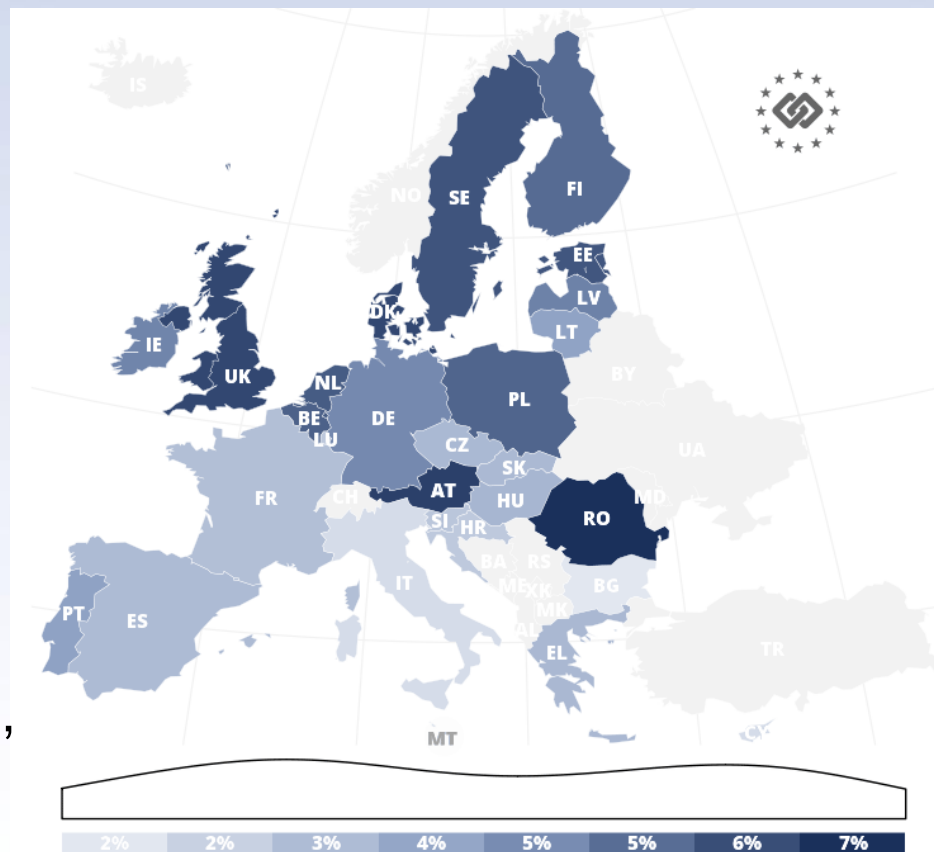 IS
NO
SE
FI
EE
LV
LT
DK
IE
UK
NL
BE
LU
DE
PL
BY
UA
CZ
SK
FR
CH
AT
HU
SI
HR
RO
MD
BA
RS
IT
ME
XK
BG
MK
AL
PT
ES
EL
TR
CY
,
MT
2% 2% 3% 4% 5% 5% 6% 7%